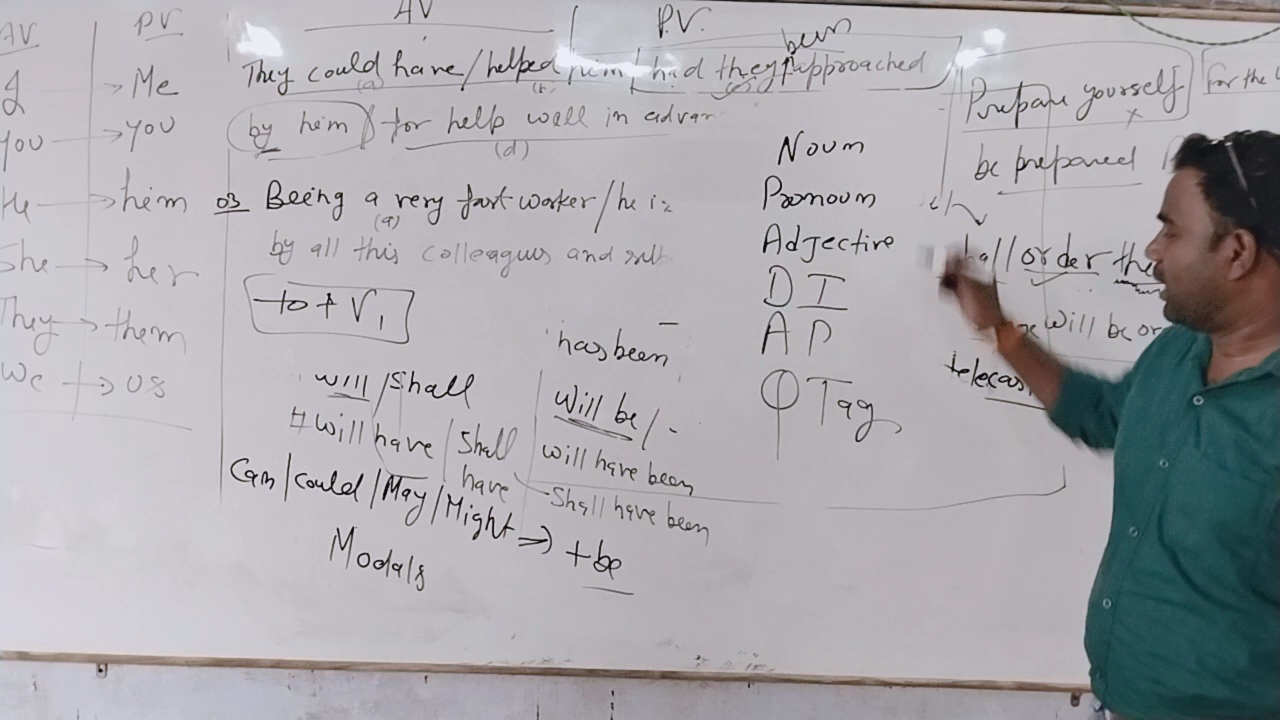 AV PV
I → Me
you → you
He → him
She → her
They → them
We → us
AV P.V.
been
They could have / helped him / had they approached
(a) (b) (c)
by him / for help well in advan
(d)
03 Being a very fast worker / he is
(a)
by all this colleagues and
to + V1
will / Shall
# Will have / Shall have
Can / Could / May / Might ⇒ + be
Modals
has been
Will be / -
Will have been
- Shall have been
Noun
Pronoun
Adjective
D I
A P
Q Tag
Prepare yourself
x
For the
be prepared
/ order the
will be or
telecas